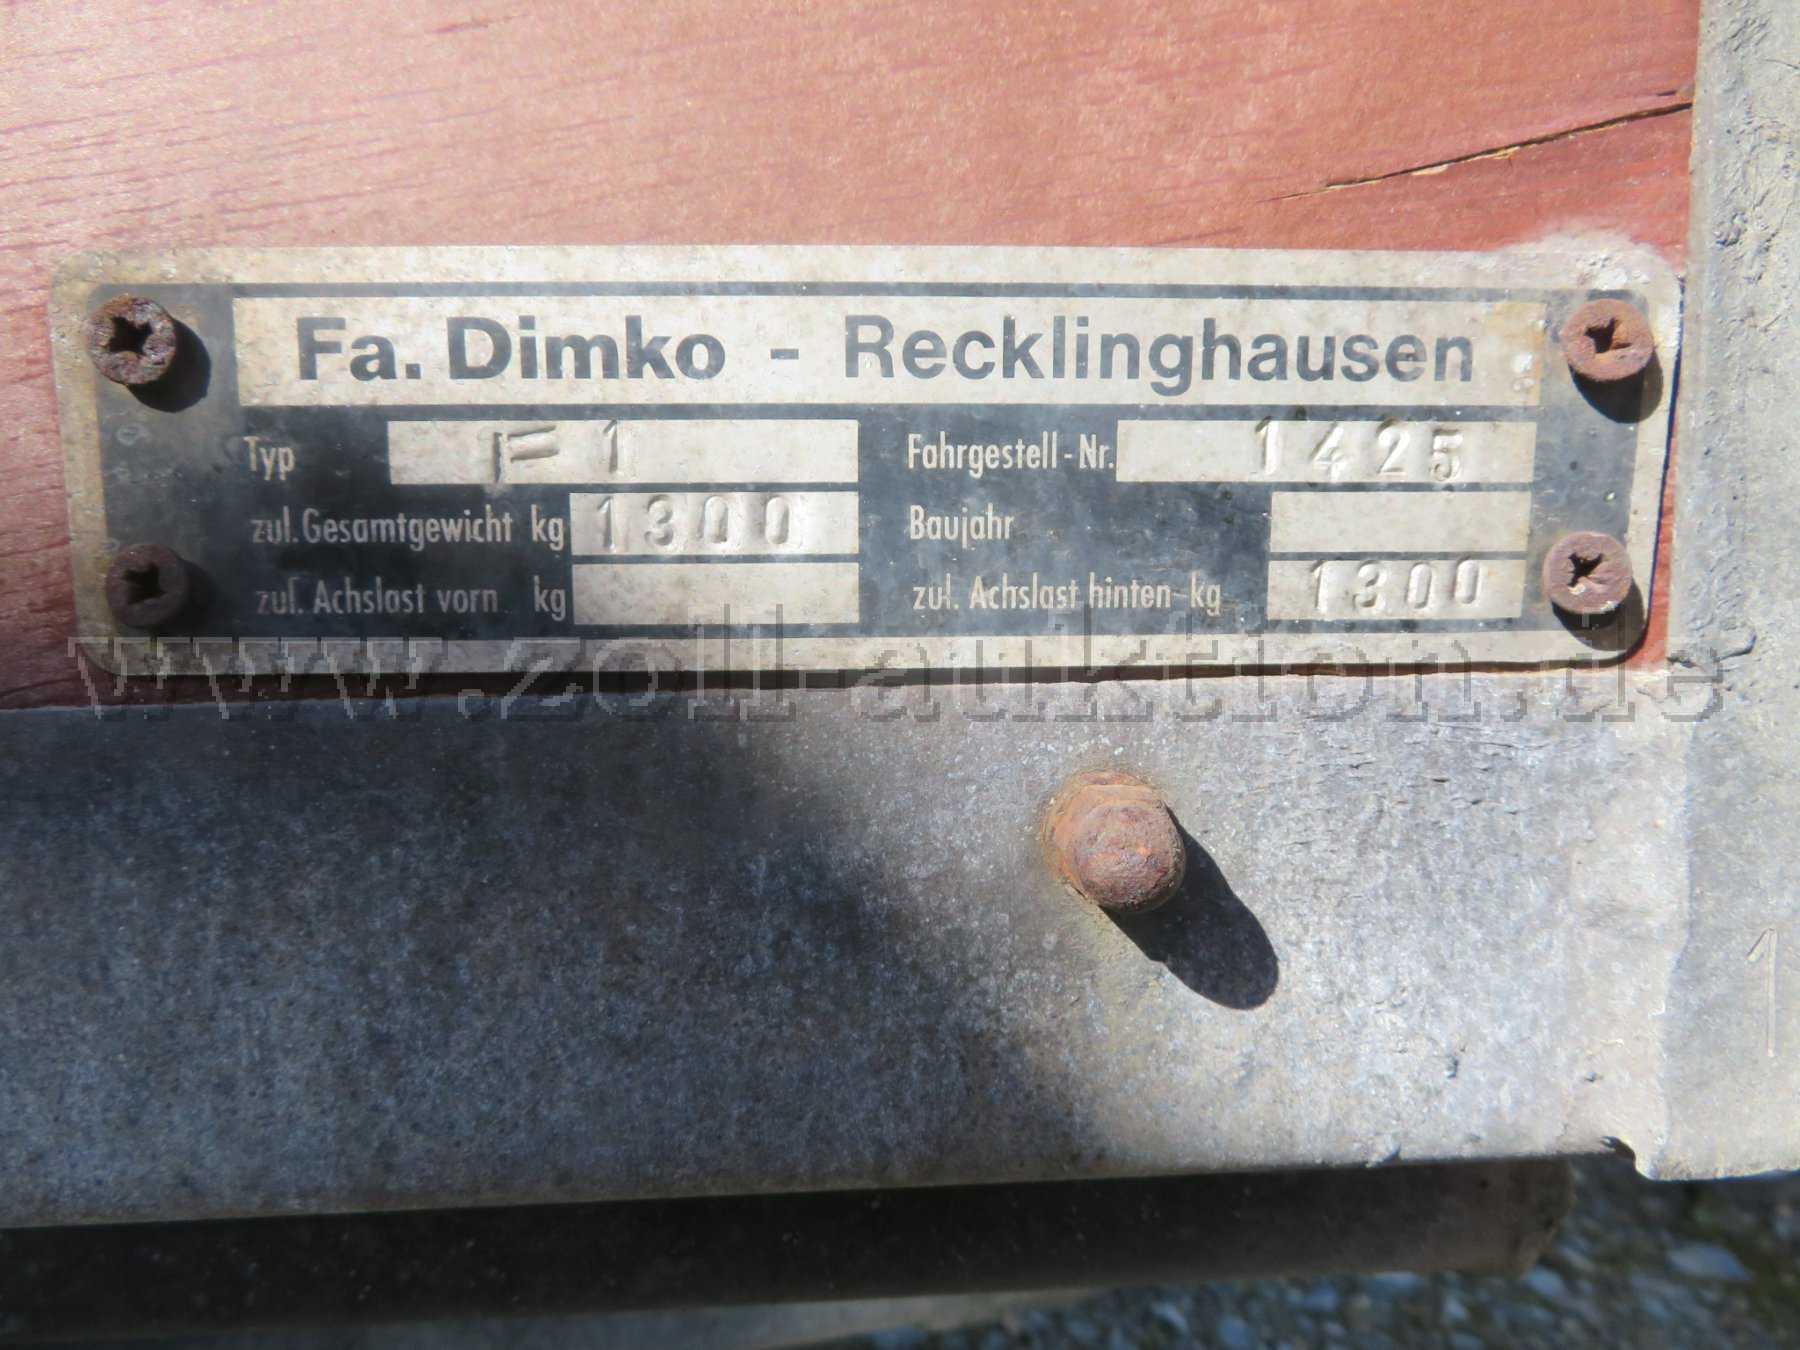 Fa. Dimko - Recklinghausen
Typ F 1 Fahrgestell-Nr. 1425
zul. Gesamtgewicht kg 1300 Baujahr
zul. Achslast vorn kg zul. Achslast hinten kg 1300
www.zoll-auktion.de
1